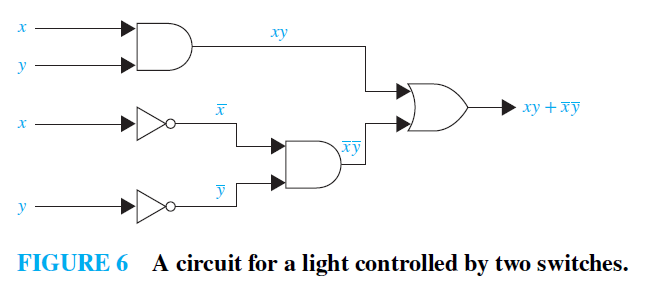 x
y
xy
x
x̅
y
y̅
x̅y̅
xy + x̅y̅
FIGURE 6 A circuit for a light controlled by two switches.